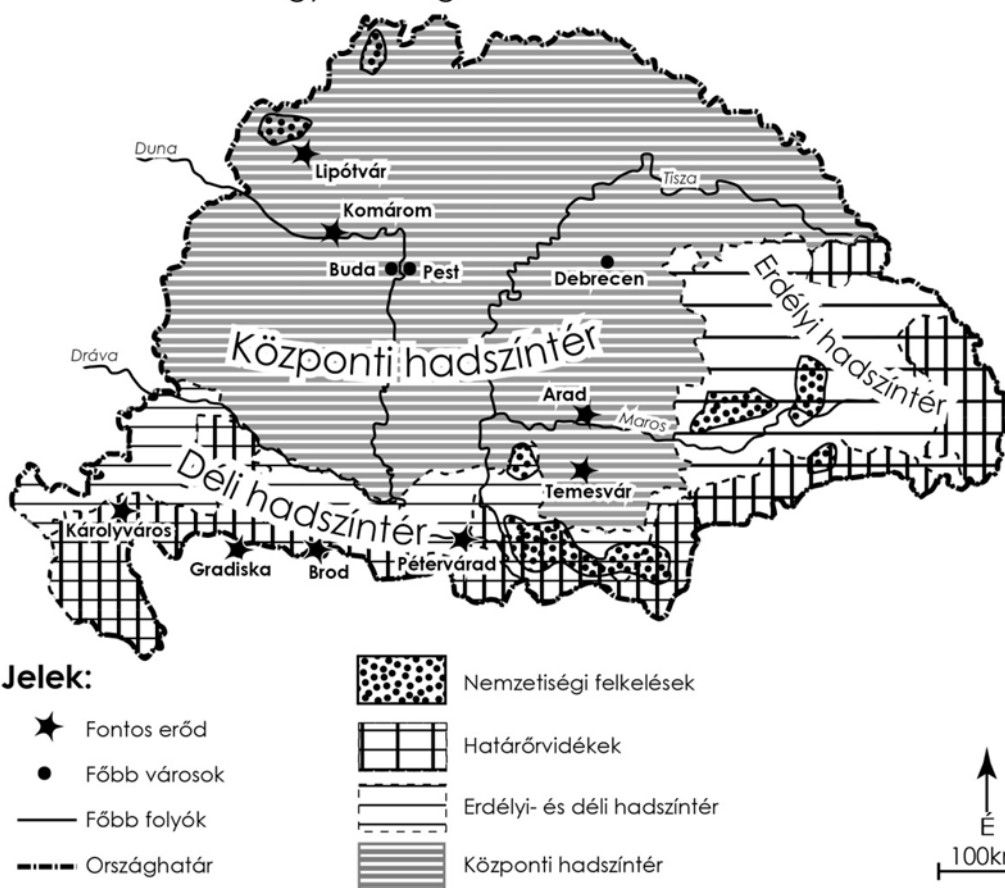 Duna
Lipótvár
Tisza
Komárom
Buda
Pest
Debrecen
Erdélyi hadszíntér
Központi hadszíntér
Dráva
Arad
Maros
Déli hadszíntér
Temesvár
Károlyváros
Gradiska
Brod
Pétervárad
Jelek:
Fontos erőd
Főbb városok
Főbb folyók
Országhatár
Nemzetiségi felkelések
Határőrvidékek
Erdélyi- és déli hadszíntér
Központi hadszíntér
É